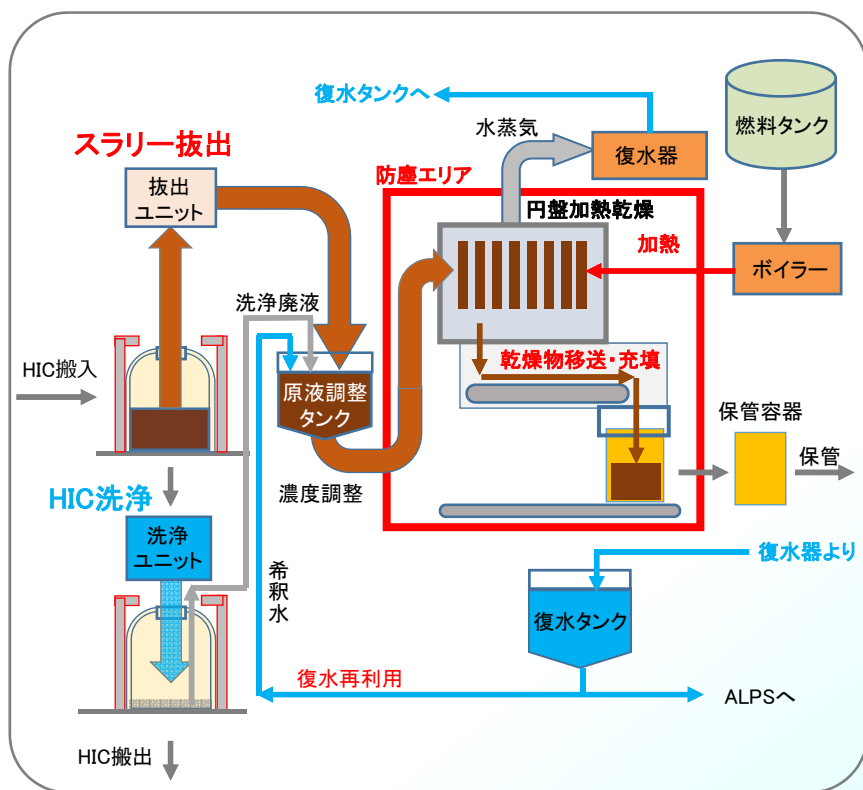 復水タンクへ
水蒸気
復水器
燃料タンク
スラリー抜出
抜出
ユニット
防塵エリア
円盤加熱乾燥
加熱
ボイラー
洗浄廃液
HIC搬入
原液調整
タンク
乾燥物移送・充填
保管容器
保管
濃度調整
HIC洗浄
洗浄
ユニット
希釈水
復水器より
復水タンク
復水再利用
ALPSへ
HIC搬出